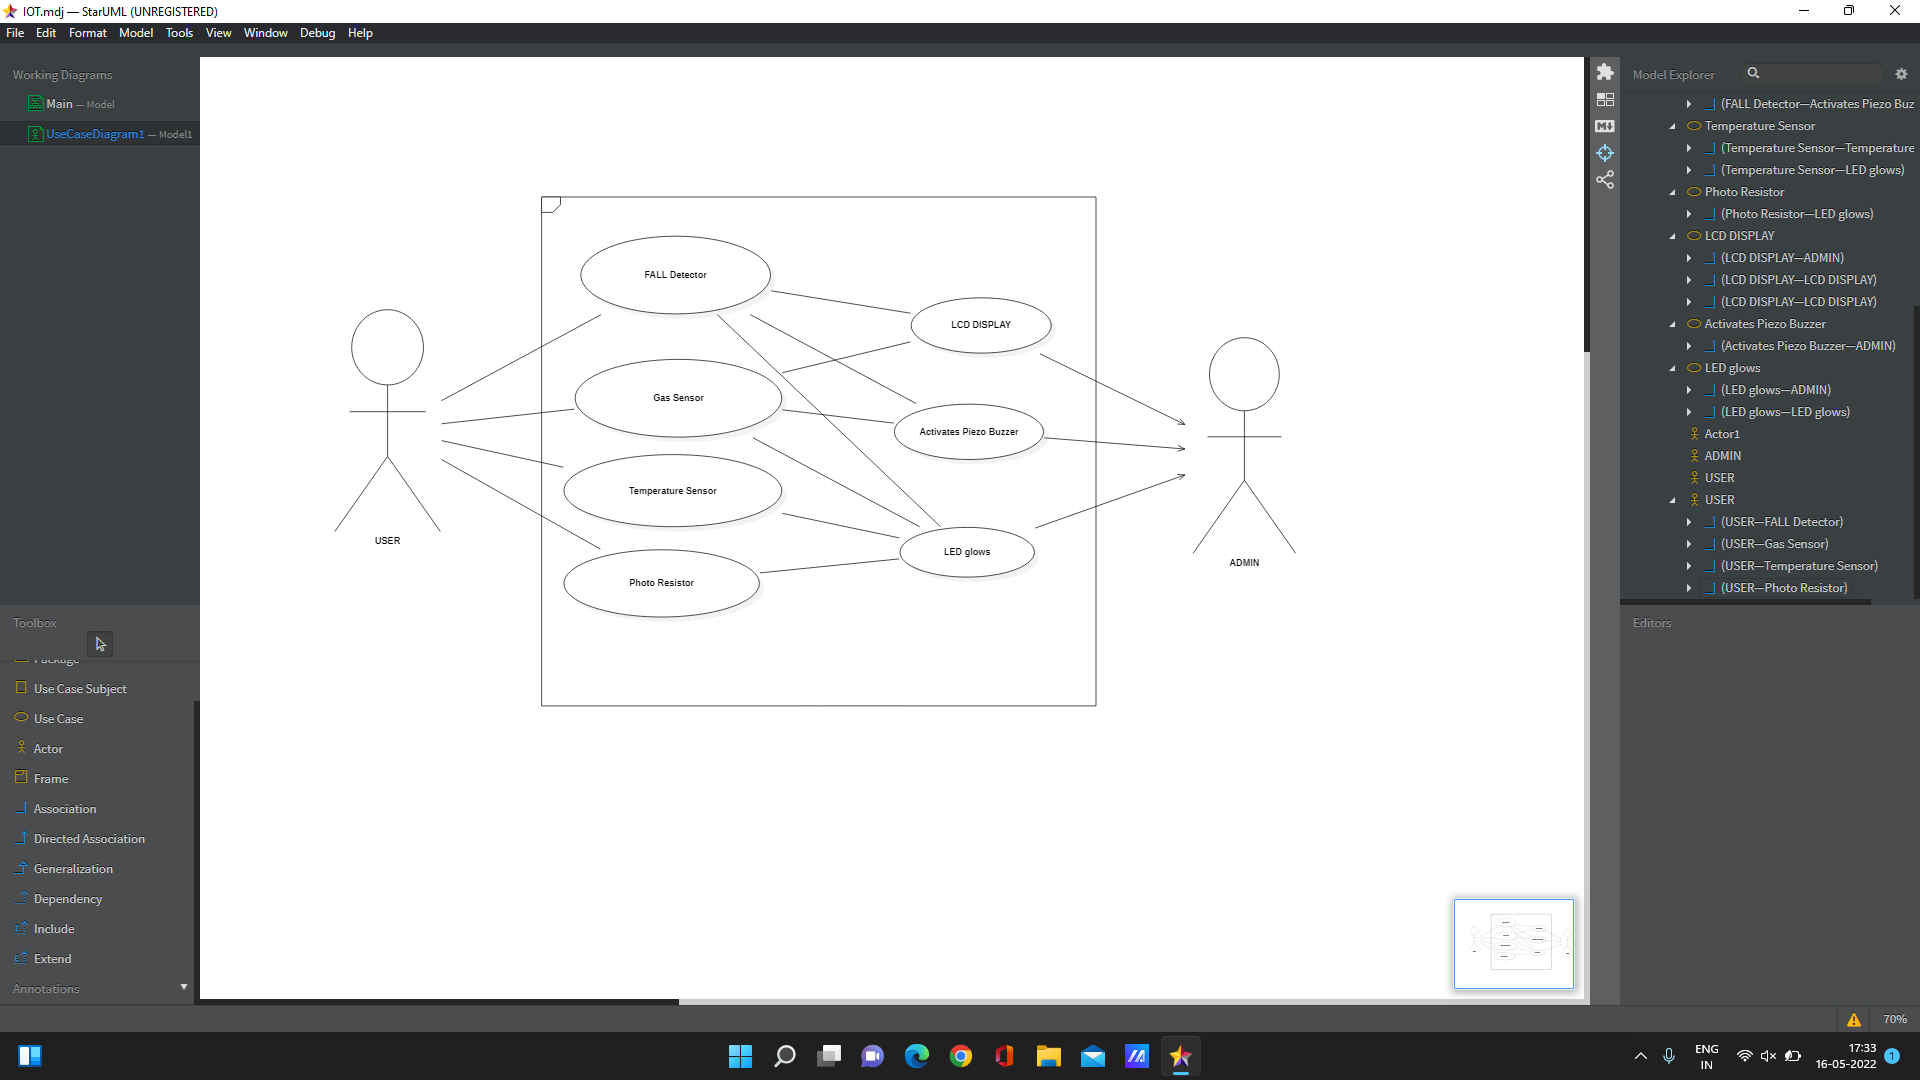 IOT.mdj — StarUML (UNREGISTERED)
File Edit Format Model Tools View Window Debug Help
Working Diagrams
Main — Model
UseCaseDiagram1 — Model1
Toolbox
Package
Use Case Subject
Use Case
Actor
Frame
Association
Directed Association
Generalization
Dependency
Include
Extend
Annotations
FALL Detector
LCD DISPLAY
Gas Sensor
Activates Piezo Buzzer
Temperature Sensor
LED glows
Photo Resistor
USER
ADMIN
Model Explorer
(FALL Detector—Activates Piezo Buz
Temperature Sensor
(Temperature Sensor—Temperature
(Temperature Sensor—LED glows)
Photo Resistor
(Photo Resistor—LED glows)
LCD DISPLAY
(LCD DISPLAY—ADMIN)
(LCD DISPLAY—LCD DISPLAY)
(LCD DISPLAY—LCD DISPLAY)
Activates Piezo Buzzer
(Activates Piezo Buzzer—ADMIN)
LED glows
(LED glows—ADMIN)
(LED glows—LED glows)
Actor1
ADMIN
USER
USER
(USER—FALL Detector)
(USER—Gas Sensor)
(USER—Temperature Sensor)
(USER—Photo Resistor)
Editors
70%
ENG
IN
17:33
16-05-2022
1